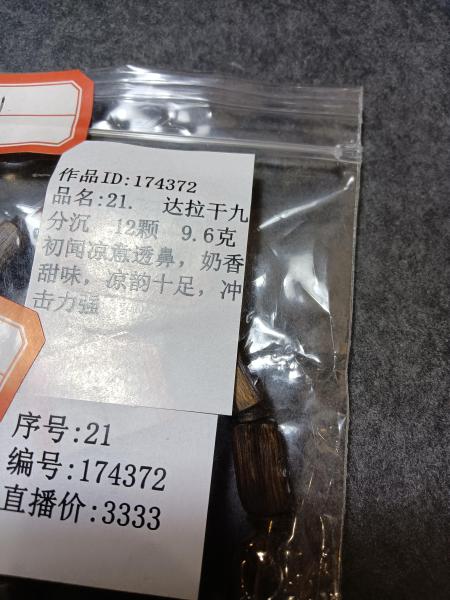 作品ID:174372
品名:21. 达拉干九
分沉 12颗 9.6克
初闻凉意透鼻，奶香
甜味，凉韵十足，冲
击力强
序号:21
编号:174372
直播价:3333